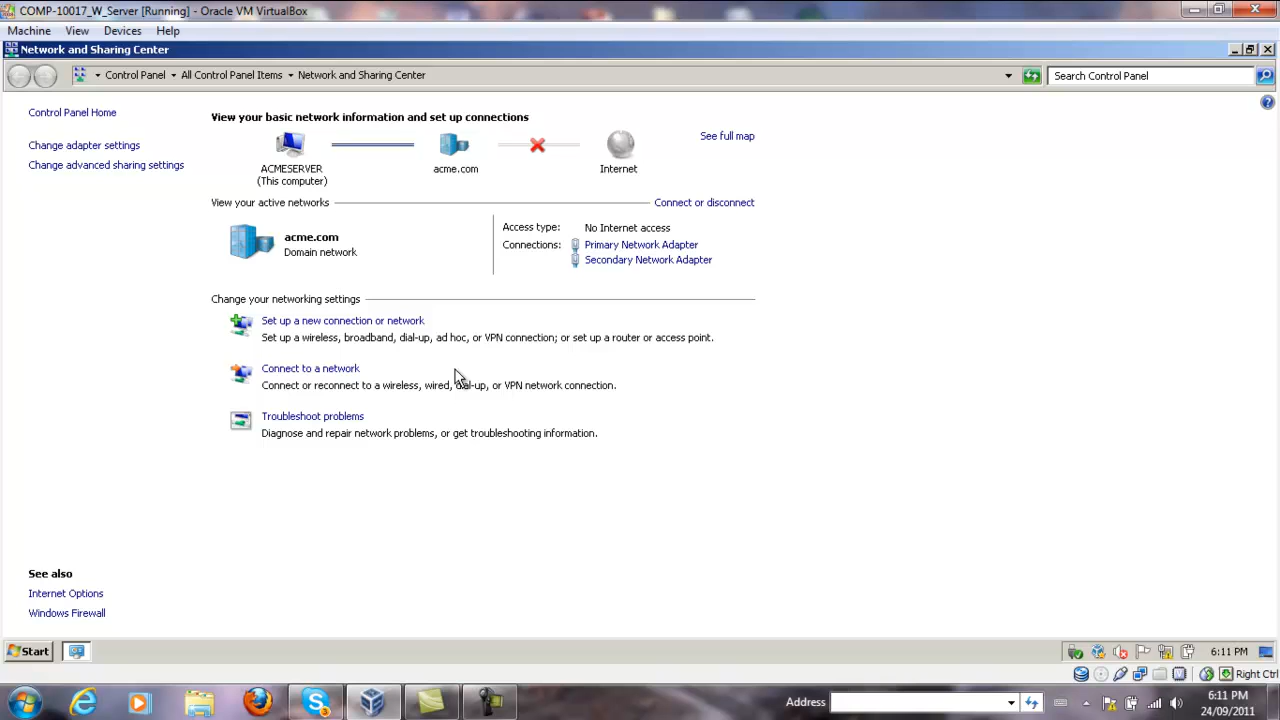 COMP-10017_W_Server [Running] - Oracle VM VirtualBox
Machine View Devices Help
Network and Sharing Center
Control Panel All Control Panel Items Network and Sharing Center Search Control Panel
Control Panel Home
Change adapter settings
Change advanced sharing settings
View your basic network information and set up connections
See full map
ACMESERVER
(This computer)
acme.com
Internet
View your active networks
Connect or disconnect
acme.com
Domain network
Access type: No Internet access
Connections: Primary Network Adapter
Secondary Network Adapter
Change your networking settings
Set up a new connection or network
Set up a wireless, broadband, dial-up, ad hoc, or VPN connection; or set up a router or access point.
Connect to a network
Connect or reconnect to a wireless, wired, dial-up, or VPN network connection.
Troubleshoot problems
Diagnose and repair network problems, or get troubleshooting information.
See also
Internet Options
Windows Firewall
Start 6:11 PM
Right Ctrl
Address 6:11 PM
24/09/2011